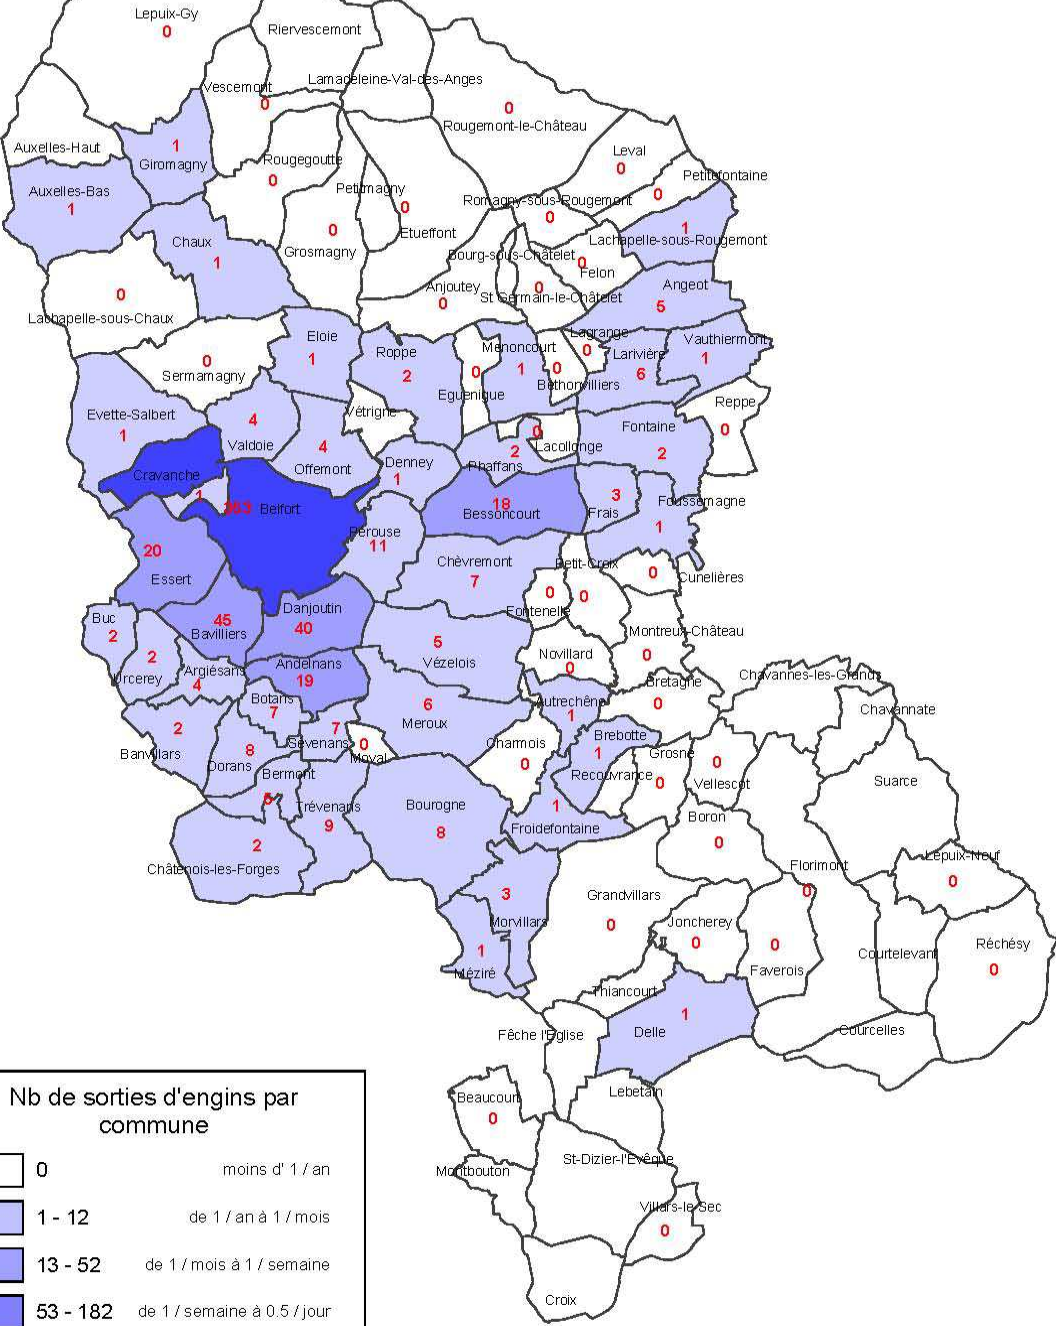 Lepuix-Gy
0
Riervescemont
Vescemont
0
Lamadeleine-Val-des-Anges
0
Rougemont-le-Château
Auxelles-Haut
1
Giromagny
Rougegoutte
0
Leval
0
Petitefontaine
0
Auxelles-Bas
1
Petitmagny
0
Etueffont
Romagny-sous-Rougemont
0
1
Lachapelle-sous-Rougemont
Chaux
1
0
Grosmagny
Bourg-sous-Châtelet
0
Felon
0
Lachapelle-sous-Chaux
Anjoutey
0
0
St Germain-le-Châtelet
Angeot
5
0
Sermamagny
Eloie
1
Roppe
2
0
Eguenigue
Menoncourt
1
0
Bethonvilliers
Lagrange
0
Larivière
6
Vauthiermont
1
Evette-Salbert
1
4
Valdoie
Vétrigne
4
Offemont
0
Lacollonge
2
Phaffans
Fontaine
2
Reppe
0
Cravanche
1
Denney
1
Belfort
18
Bessoncourt
3
Frais
Foussemagne
1
20
Essert
Pérouse
11
Chèvremont
7
Petit-Croix
0
0
Fontenelle
0
Cunelières
Buc
2
45
Bavilliers
Danjoutin
40
5
Vézelois
Montreux-Château
0
2
Urcerey
Argiésans
4
Andelnans
19
Novillard
0
Bretagne
0
Chavannes-les-Grands
Chavannate
Botans
7
6
Meroux
Autrechêne
1
2
Banvillars
8
Dorans
7
Sevenans
0
Moval
Charmois
0
Brebotte
1
Recouvrance
Grosne
0
0
Vellescot
Suarce
Bermont
Trévenans
9
Bourogne
8
1
Froidefontaine
Boron
0
2
Châtenois-les-Forges
Florimont
0
Lepuix-Neuf
0
3
Morvillars
Grandvillars
0
Joncherey
0
0
Faverois
Courtelevant
Réchésy
0
1
Méziré
Thiancourt
1
Delle
Courcelles
Fêche l'Eglise
Beaucourt
0
Lebetain
Montbouton
St-Dizier-l'Evêque
Villars-le-Sec
0
Croix
Nb de sorties d'engins par
commune
0 moins d' 1 / an
1 - 12 de 1 / an à 1 / mois
13 - 52 de 1 / mois à 1 / semaine
53 - 182 de 1 / semaine à 0.5 / jour